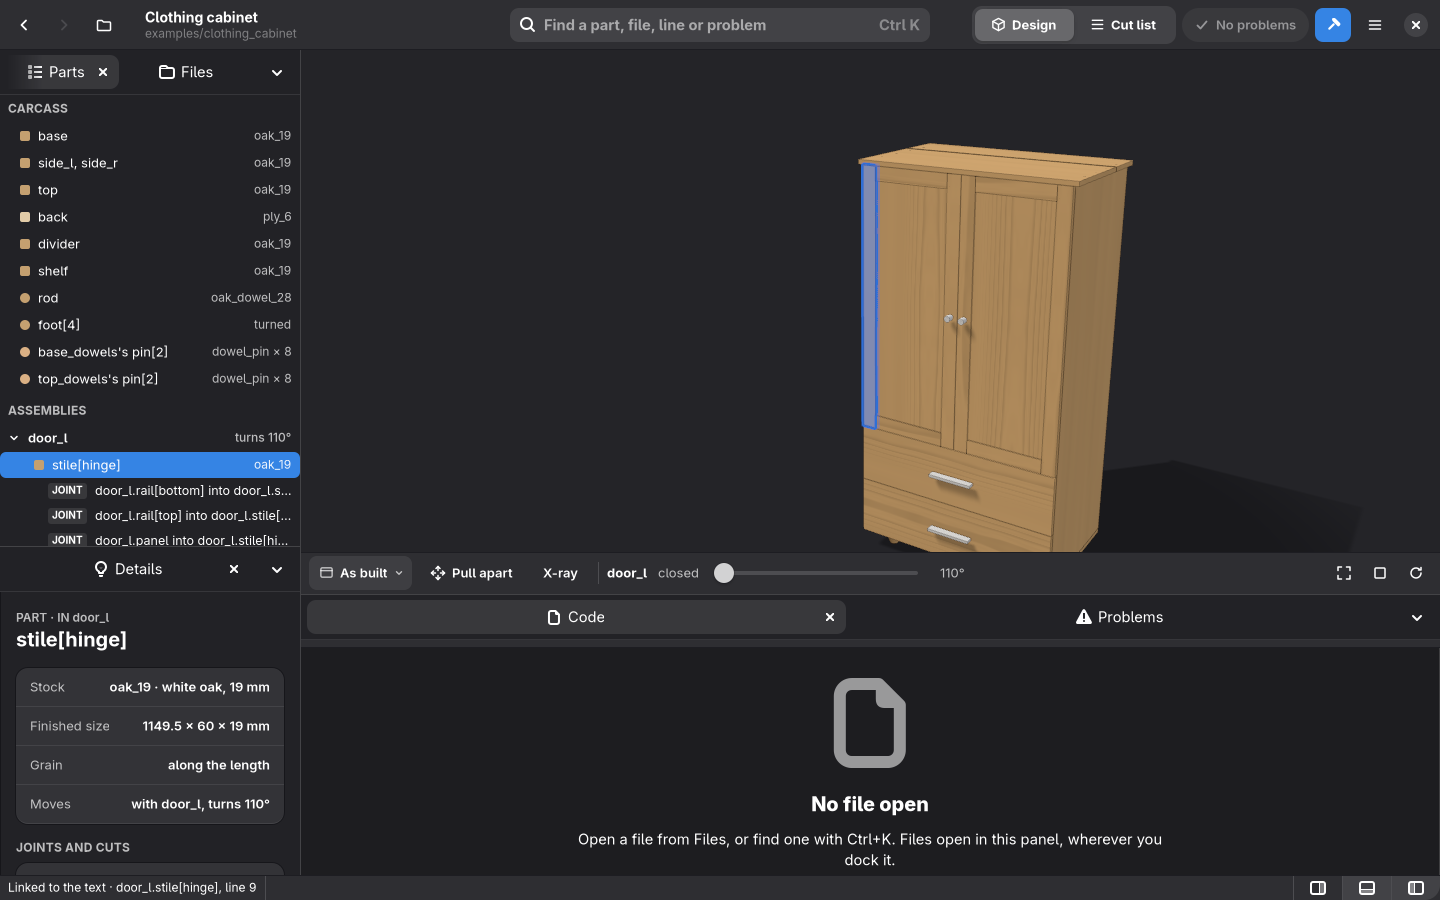 Clothing cabinet
examples/clothing_cabinet
Find a part, file, line or problem Ctrl K
Design
Cut list
No problems
Parts
Files
CARCASS
base oak_19
side_l, side_r oak_19
top oak_19
back ply_6
divider oak_19
shelf oak_19
rod oak_dowel_28
foot[4] turned
base_dowels's pin[2] dowel_pin × 8
top_dowels's pin[2] dowel_pin × 8
ASSEMBLIES
door_l turns 110°
stile[hinge] oak_19
JOINT door_l.rail[bottom] into door_l.s...
JOINT door_l.rail[top] into door_l.stile[...
JOINT door_l.panel into door_l.stile[hi...
As built
Pull apart
X-ray
door_l closed 110°
Details
PART · IN door_l
stile[hinge]
Stock oak_19 · white oak, 19 mm
Finished size 1149.5 × 60 × 19 mm
Grain along the length
Moves with door_l, turns 110°
JOINTS AND CUTS
Code
Problems
No file open
Open a file from Files, or find one with Ctrl+K. Files open in this panel, wherever you
dock it.
Linked to the text · door_l.stile[hinge], line 9